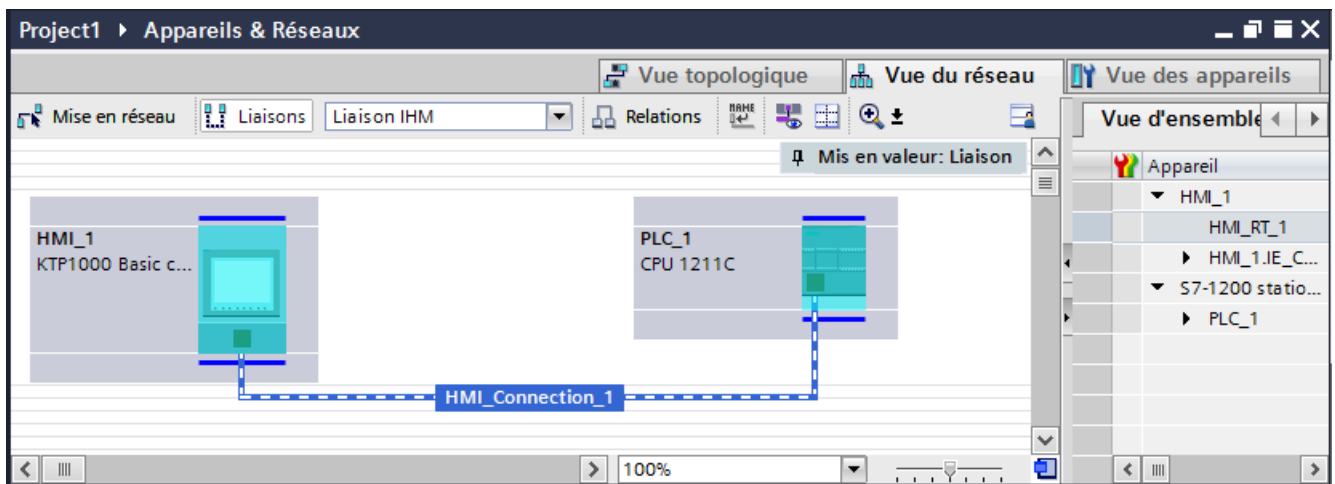 Project1 ▸ Appareils & Réseaux
Vue topologique
Vue du réseau
Vue des appareils
Mise en réseau
Liaisons
Liaison IHM
Relations
Vue d'ensemble
Mis en valeur: Liaison
Appareil
HMI_1
HMI_RT_1
HMI_1.IE_C...
S7-1200 statio...
PLC_1
HMI_1
KTP1000 Basic c...
PLC_1
CPU 1211C
HMI_Connection_1
100%